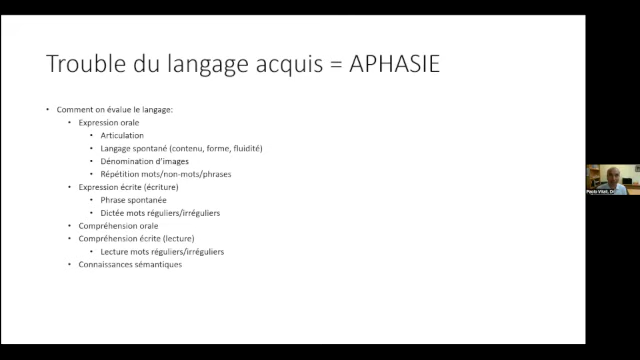 Trouble du langage acquis = APHASIE
• Comment on évalue le langage:
• Expression orale
• Articulation
• Langage spontané (contenu, forme, fluidité)
• Dénomination d'images
• Répétition mots/non-mots/phrases
• Expression écrite (écriture)
• Phrase spontanée
• Dictée mots réguliers/irréguliers
• Compréhension orale
• Compréhension écrite (lecture)
• Lecture mots réguliers/irréguliers
• Connaissances sémantiques